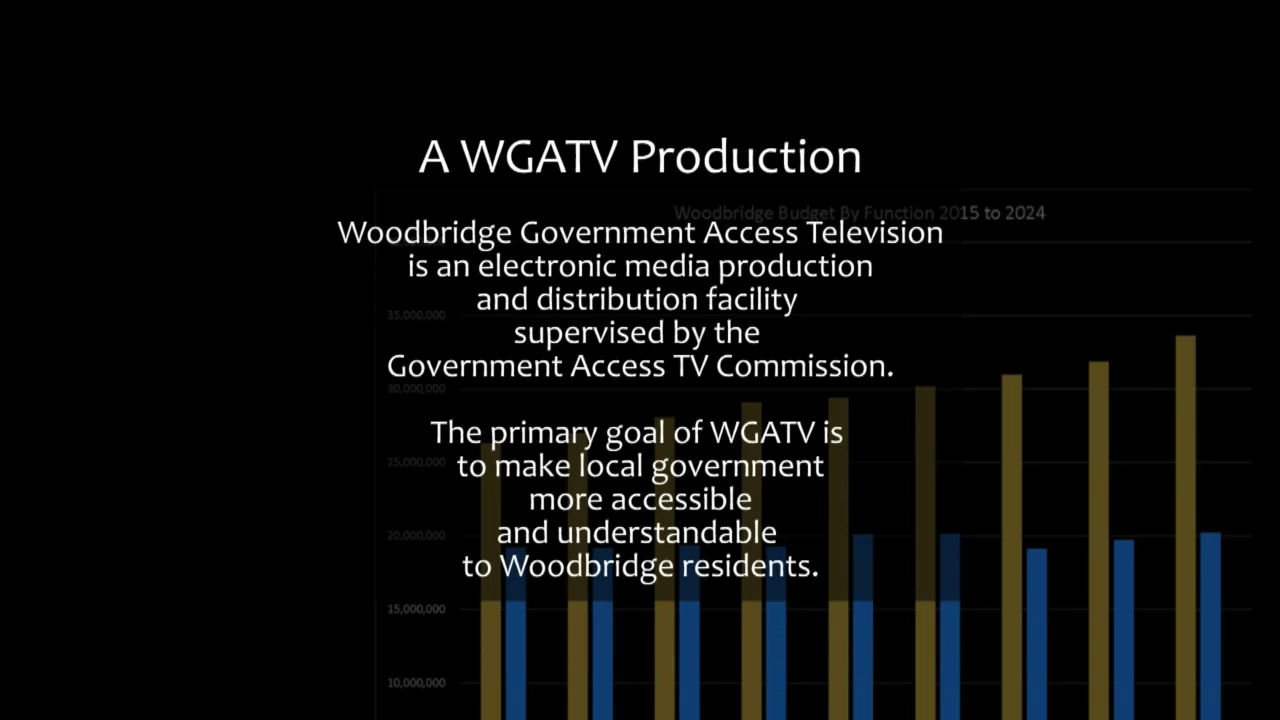 A WGATV Production
Woodbridge Budget By Function 2015 to 2024
Woodbridge Government Access Television
is an electronic media production
and distribution facility
supervised by the
Government Access TV Commission.
The primary goal of WGATV is
to make local government
more accessible
and understandable
to Woodbridge residents.
35,000,000
30,000,000
25,000,000
20,000,000
15,000,000
10,000,000